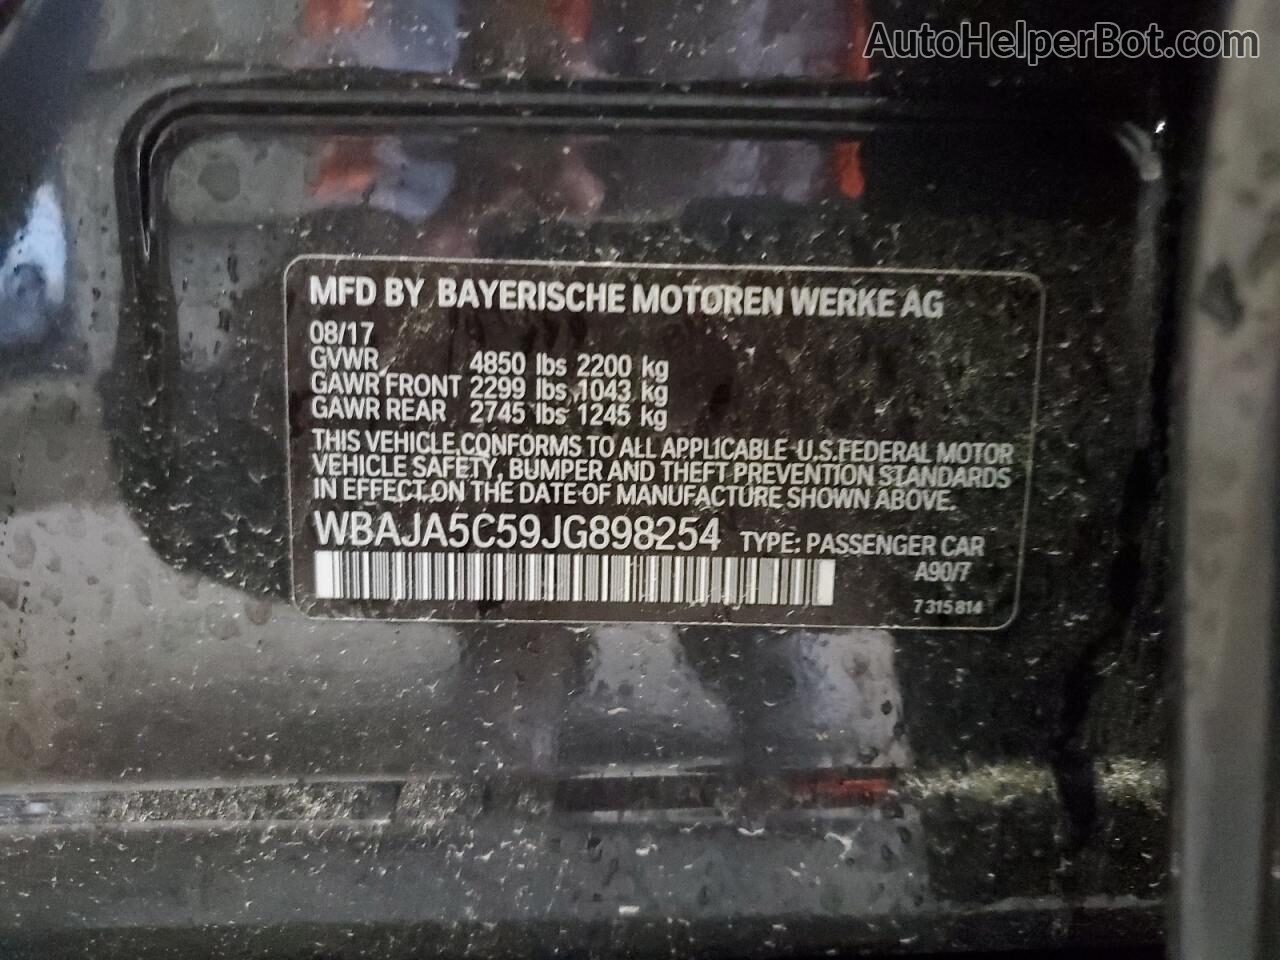 AutoHelperBot.com
MFD BY BAYERISCHE MOTOREN WERKE AG
08/17
GVWR 4850 lbs 2200 kg
GAWR FRONT 2299 lbs 1043 kg
GAWR REAR 2745 lbs 1245 kg
THIS VEHICLE CONFORMS TO ALL APPLICABLE U.S.FEDERAL MOTOR
VEHICLE SAFETY, BUMPER AND THEFT PREVENTION STANDARDS
IN EFFECT ON THE DATE OF MANUFACTURE SHOWN ABOVE.
WBAJA5C59JG898254 TYPE: PASSENGER CAR
A90/7
7 315 814